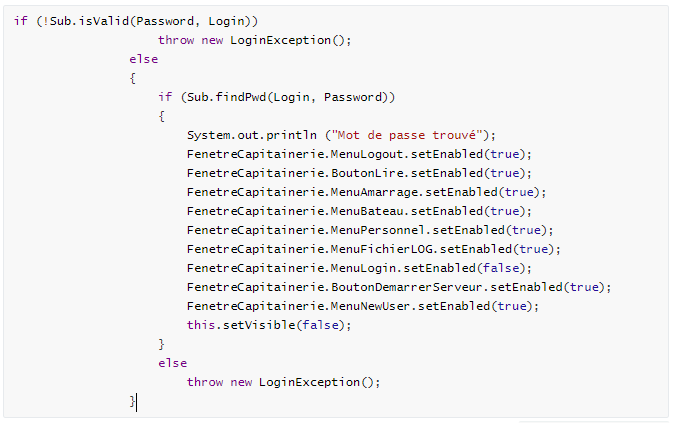 if (!Sub.isValid(Password, Login))
throw new LoginException();
else
{
if (Sub.findPwd(Login, Password))
{
System.out.println ("Mot de passe trouvé");
FenetreCapitainerie.MenuLogout.setEnabled(true);
FenetreCapitainerie.BoutonLire.setEnabled(true);
FenetreCapitainerie.MenuAmarrage.setEnabled(true);
FenetreCapitainerie.MenuBateau.setEnabled(true);
FenetreCapitainerie.MenuPersonnel.setEnabled(true);
FenetreCapitainerie.MenuFichierLOG.setEnabled(true);
FenetreCapitainerie.MenuLogin.setEnabled(false);
FenetreCapitainerie.BoutonDemarrerServeur.setEnabled(true);
FenetreCapitainerie.MenuNewUser.setEnabled(true);
this.setVisible(false);
}
else
throw new LoginException();
}